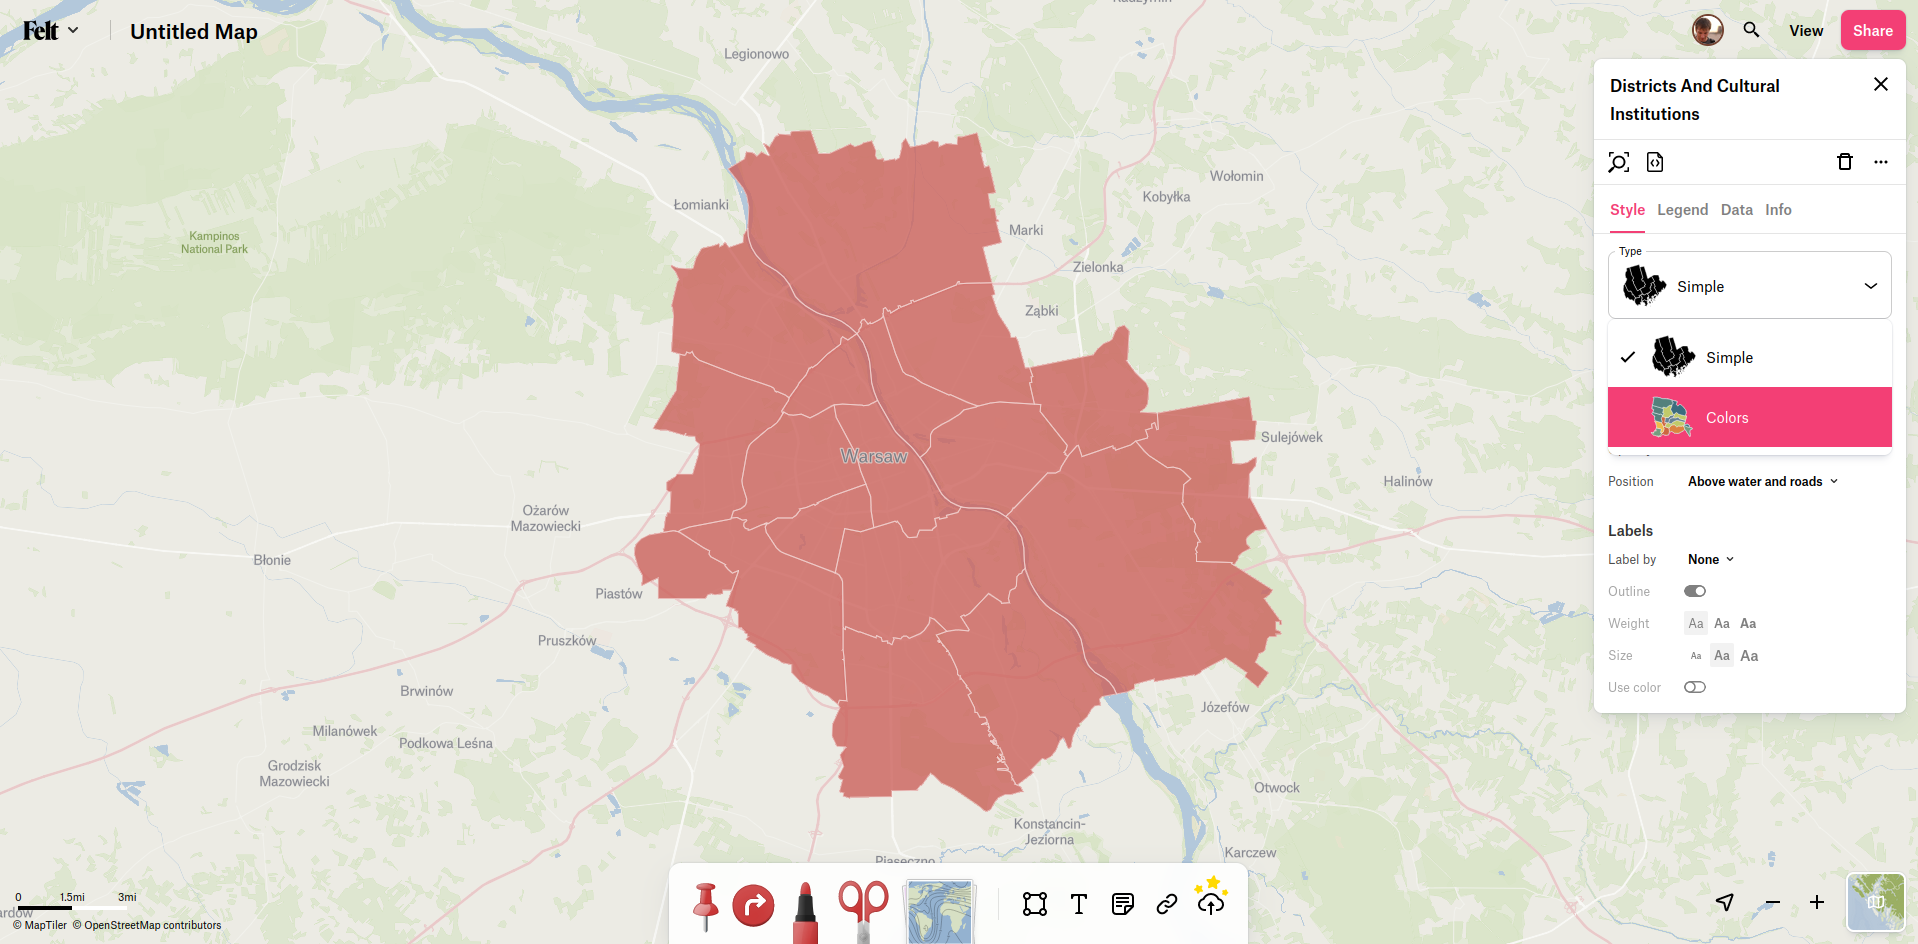 Felt
Untitled Map
View
Share
Districts And Cultural
Institutions
Style
Legend
Data
Info
Type
Simple
Simple
Colors
Position
Above water and roads
Labels
Label by
None
Outline
Weight
Aa
Aa
Aa
Size
Aa
Aa
Aa
Use color
Legionowo
Łomianki
Kampinos
National Park
Wołomin
Kobyłka
Marki
Zielonka
Ząbki
Sulejówek
Warsaw
Halinów
Ożarów
Mazowiecki
Błonie
Piastów
Pruszków
Brwinów
Milanówek
Podkowa Leśna
Grodzisk
Mazowiecki
Józefów
Otwock
Konstancin-
Jeziorna
Karczew
Piaseczno
T
0
1.5mi
3mi
© MapTiler © OpenStreetMap contributors